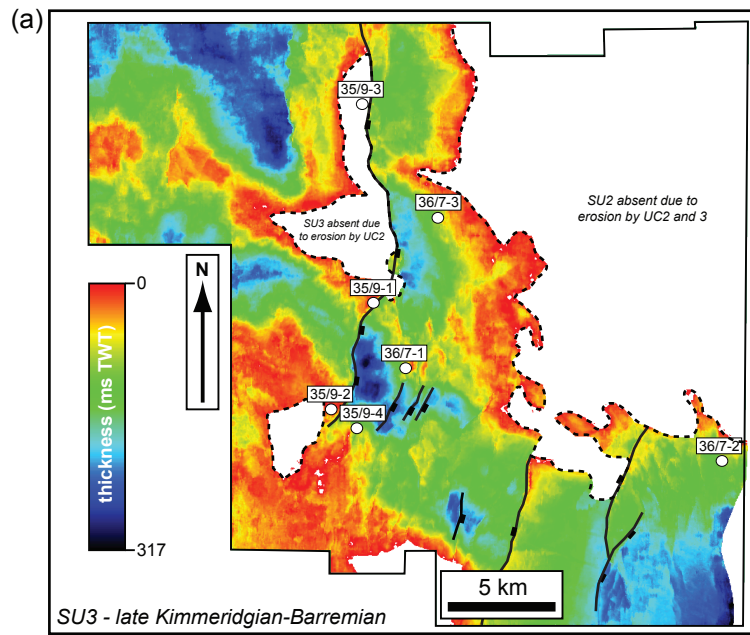 (a)
35/9-3
36/7-3
SU3 absent due
to erosion by UC2
SU2 absent due to
erosion by UC2 and 3
0
thickness (ms TWT)
317
N
35/9-1
36/7-1
35/9-2
35/9-4
36/7-2
5 km
SU3 - late Kimmeridgian-Barremian